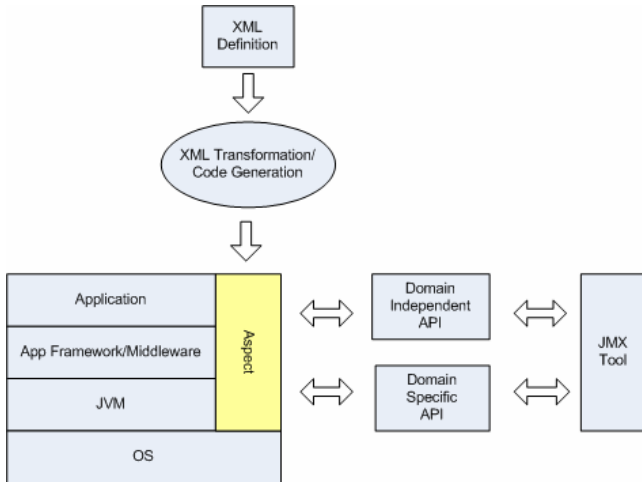 XML
Definition
XML Transformation/
Code Generation
Application
App Framework/Middleware
JVM
OS
Aspect
Domain
Independent
API
Domain
Specific
API
JMX
Tool